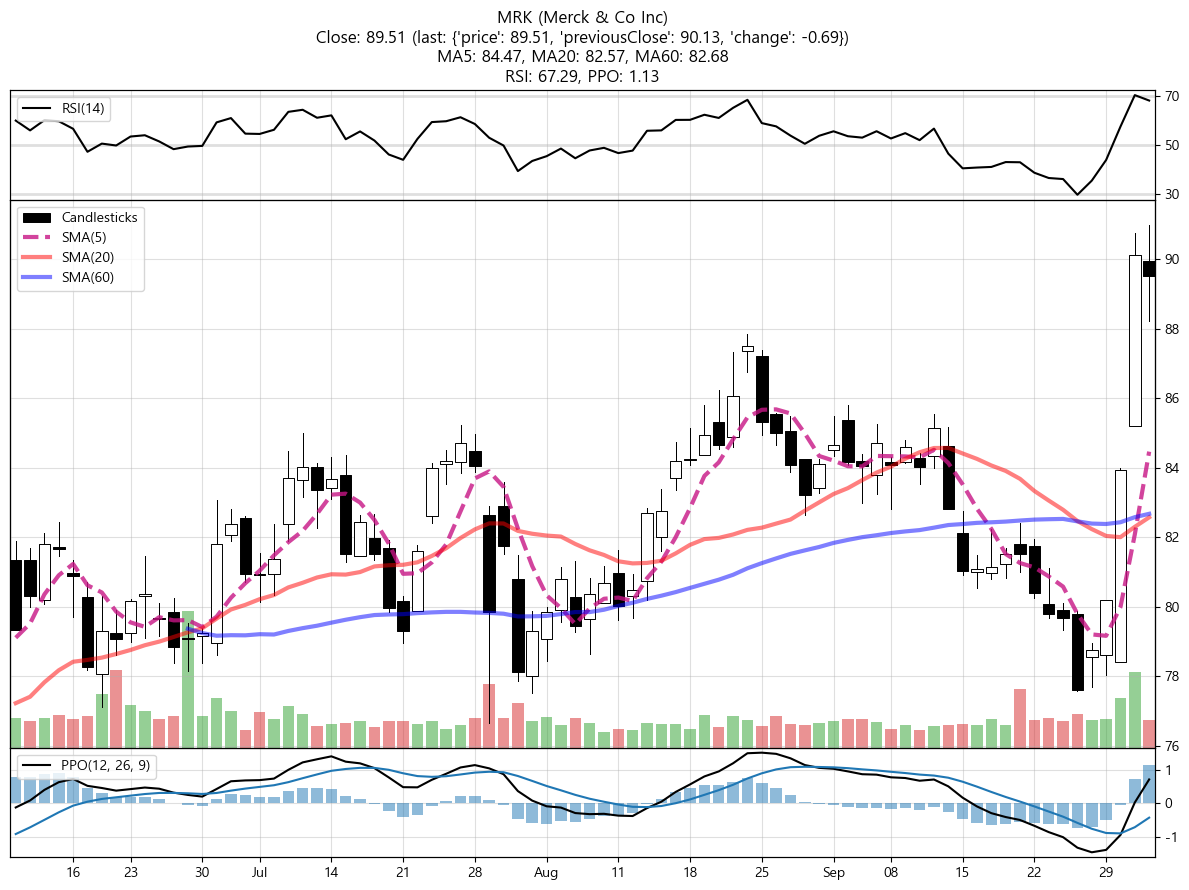 MRK (Merck & Co Inc)
Close: 89.51 (last: {'price': 89.51, 'previousClose': 90.13, 'change': -0.69})
MA5: 84.47, MA20: 82.57, MA60: 82.68
RSI: 67.29, PPO: 1.13
RSI(14)
70
50
30
Candlesticks
SMA(5)
SMA(20)
SMA(60)
90
88
86
84
82
80
78
76
PPO(12, 26, 9)
1
0
-1
16 23 30 Jul 14 21 28 Aug 11 18 25 Sep 08 15 22 29